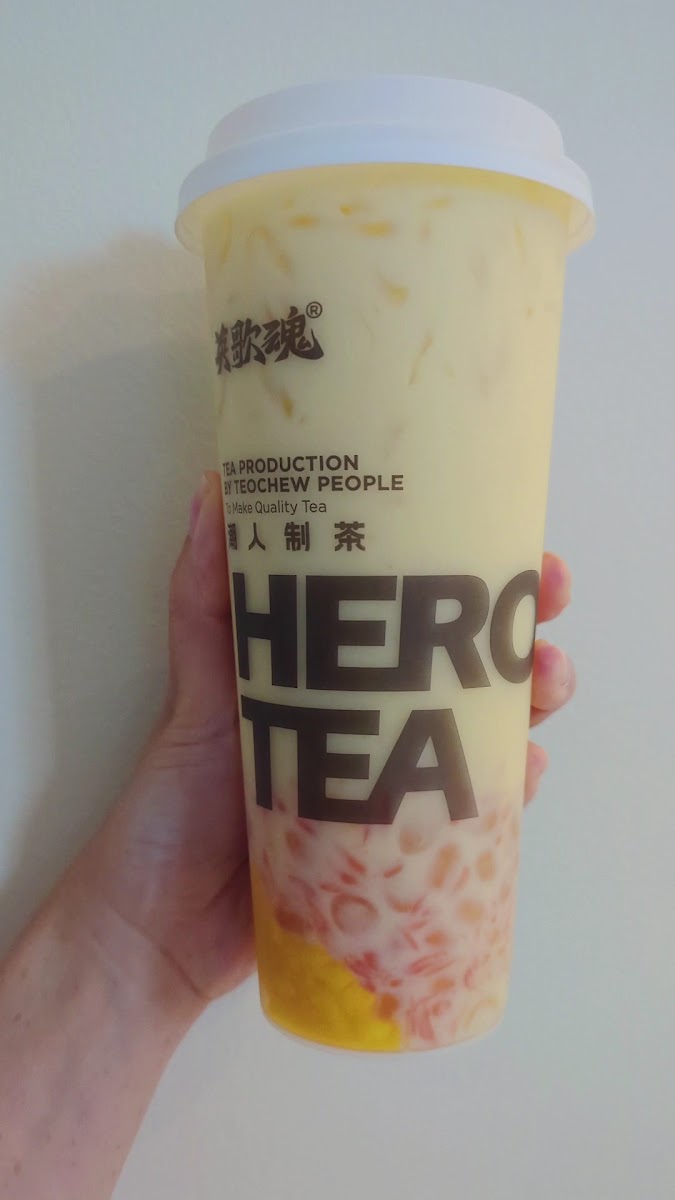 英歌魂®
TEA PRODUCTION
BY TEOCHEW PEOPLE
To Make Quality Tea
潮人制茶
HERO
TEA